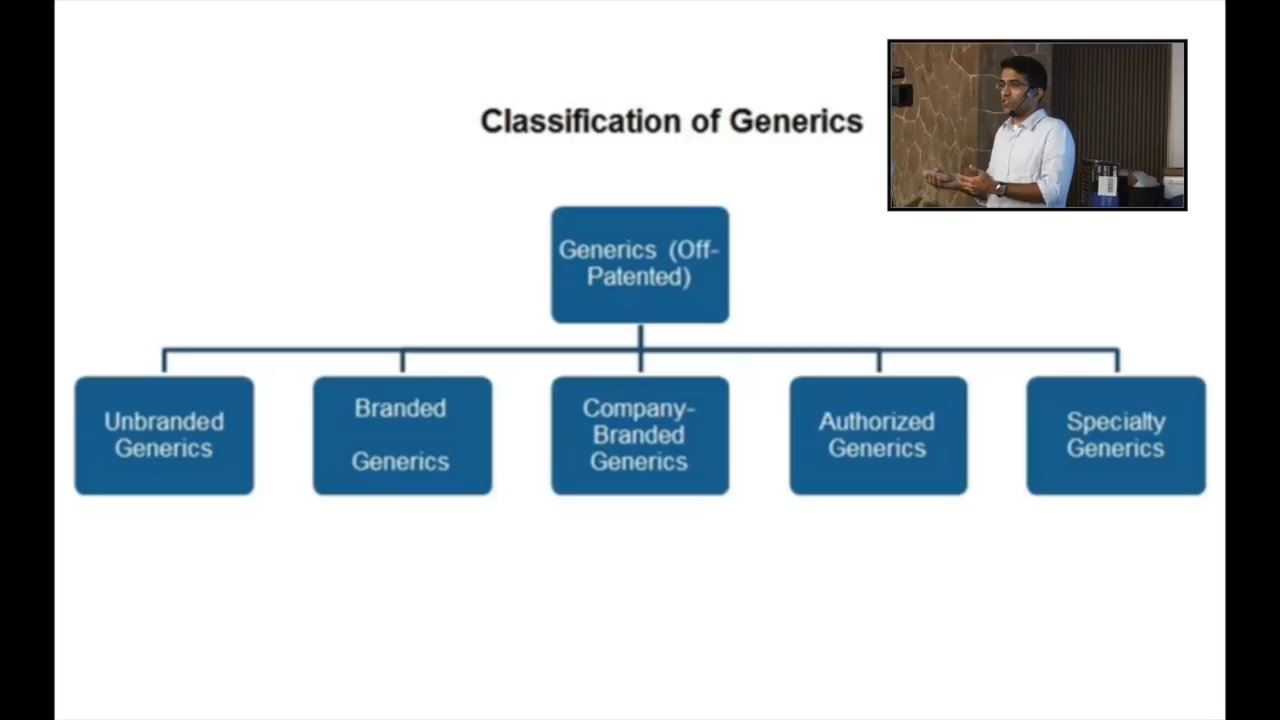 Classification of Generics
Generics (Off-
Patented)
Unbranded
Generics
Branded
Generics
Company-
Branded
Generics
Authorized
Generics
Specialty
Generics